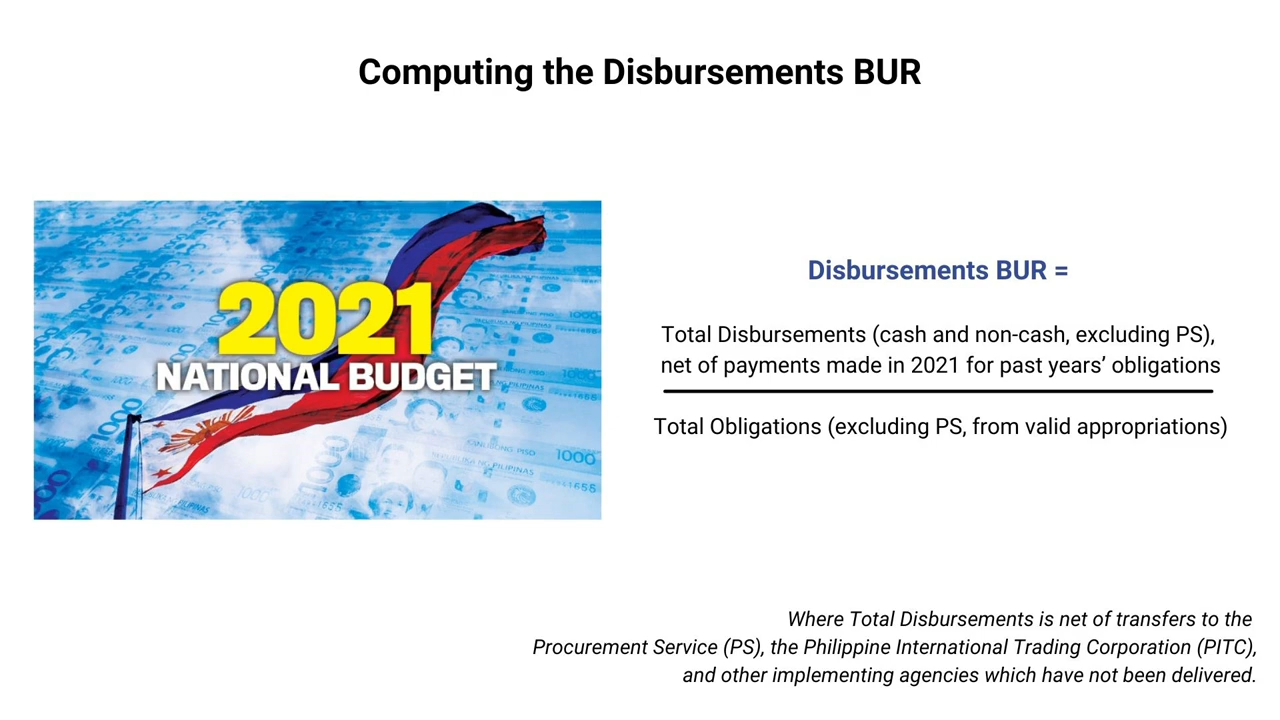 Computing the Disbursements BUR
2021
NATIONAL BUDGET
Disbursements BUR =
Total Disbursements (cash and non-cash, excluding PS),
net of payments made in 2021 for past years’ obligations
Total Obligations (excluding PS, from valid appropriations)
Where Total Disbursements is net of transfers to the
Procurement Service (PS), the Philippine International Trading Corporation (PITC),
and other implementing agencies which have not been delivered.